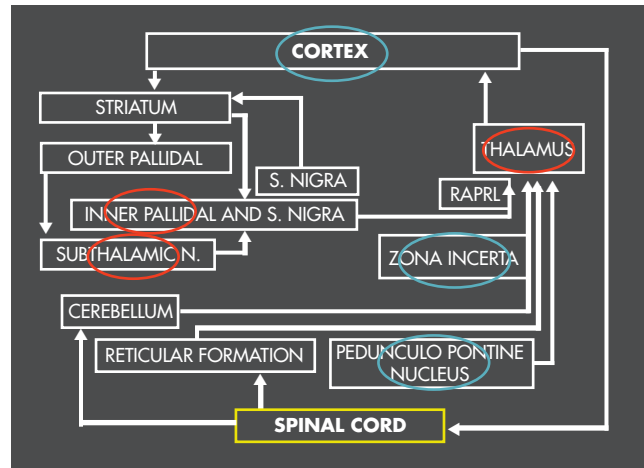 CORTEX
STRIATUM
THALAMUS
OUTER PALLIDAL
S. NIGRA
RAPRL
INNER PALLIDAL AND S. NIGRA
SUBTHALAMIC N.
ZONA INCERTA
CEREBELLUM
RETICULAR FORMATION
PEDUNCULO PONTINE
NUCLEUS
SPINAL CORD